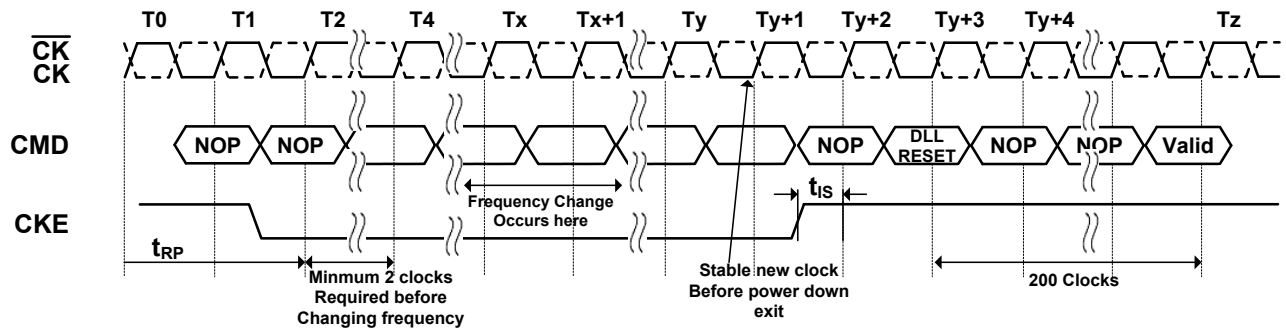 T0 T1 T2 T4 Tx Tx+1 Ty Ty+1 Ty+2 Ty+3 Ty+4 Tz
CK
CK
CMD NOP NOP NOP DLL RESET NOP NOP Valid
Frequency Change
Occurs here
tIS
CKE
tRP
Minmum 2 clocks
Required before
Changing frequency
Stable new clock
Before power down
exit
200 Clocks